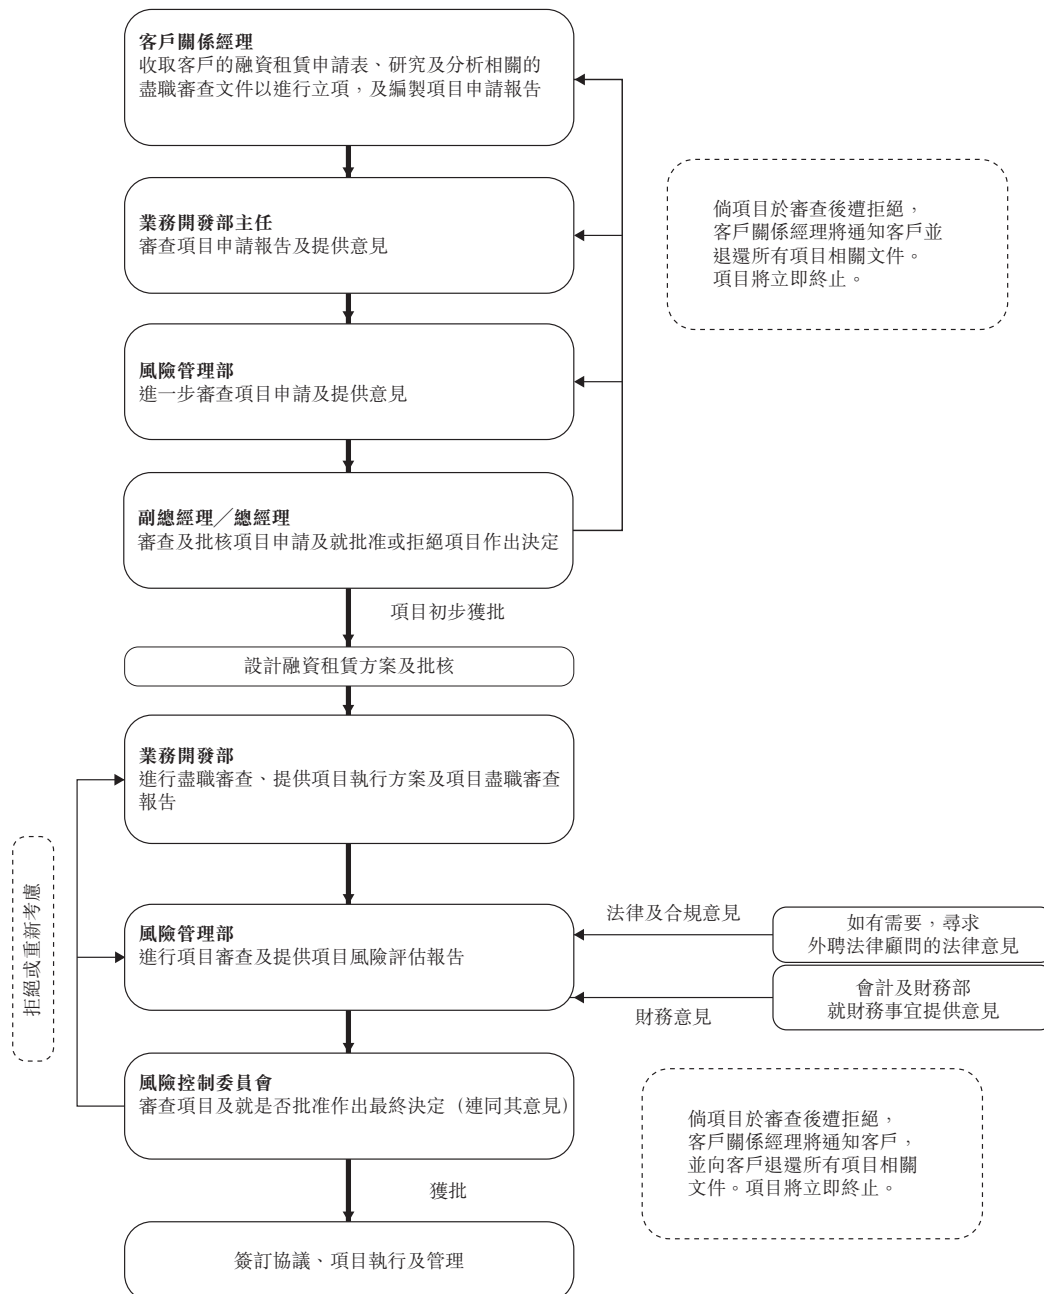 客戶關係經理
收取客戶的融資租賃申請表、研究及分析相關的
盡職審查文件以進行立項，及編製項目申請報告
業務開發部主任
審查項目申請報告及提供意見
倘項目於審查後遭拒絕，
客戶關係經理將通知客戶並
退還所有項目相關文件。
項目將立即終止。
風險管理部
進一步審查項目申請及提供意見
副總經理／總經理
審查及批核項目申請及就批准或拒絕項目作出決定
項目初步獲批
設計融資租賃方案及批核
業務開發部
進行盡職審查、提供項目執行方案及項目盡職審查
報告
拒絕或重新考慮
風險管理部
進行項目審查及提供項目風險評估報告
法律及合規意見
如有需要，尋求
外聘法律顧問的法律意見
財務意見
會計及財務部
就財務事宜提供意見
風險控制委員會
審查項目及就是否批准作出最終決定（連同其意見）
倘項目於審查後遭拒絕，
客戶關係經理將通知客戶，
並向客戶退還所有項目相關
文件。項目將立即終止。
獲批
簽訂協議、項目執行及管理